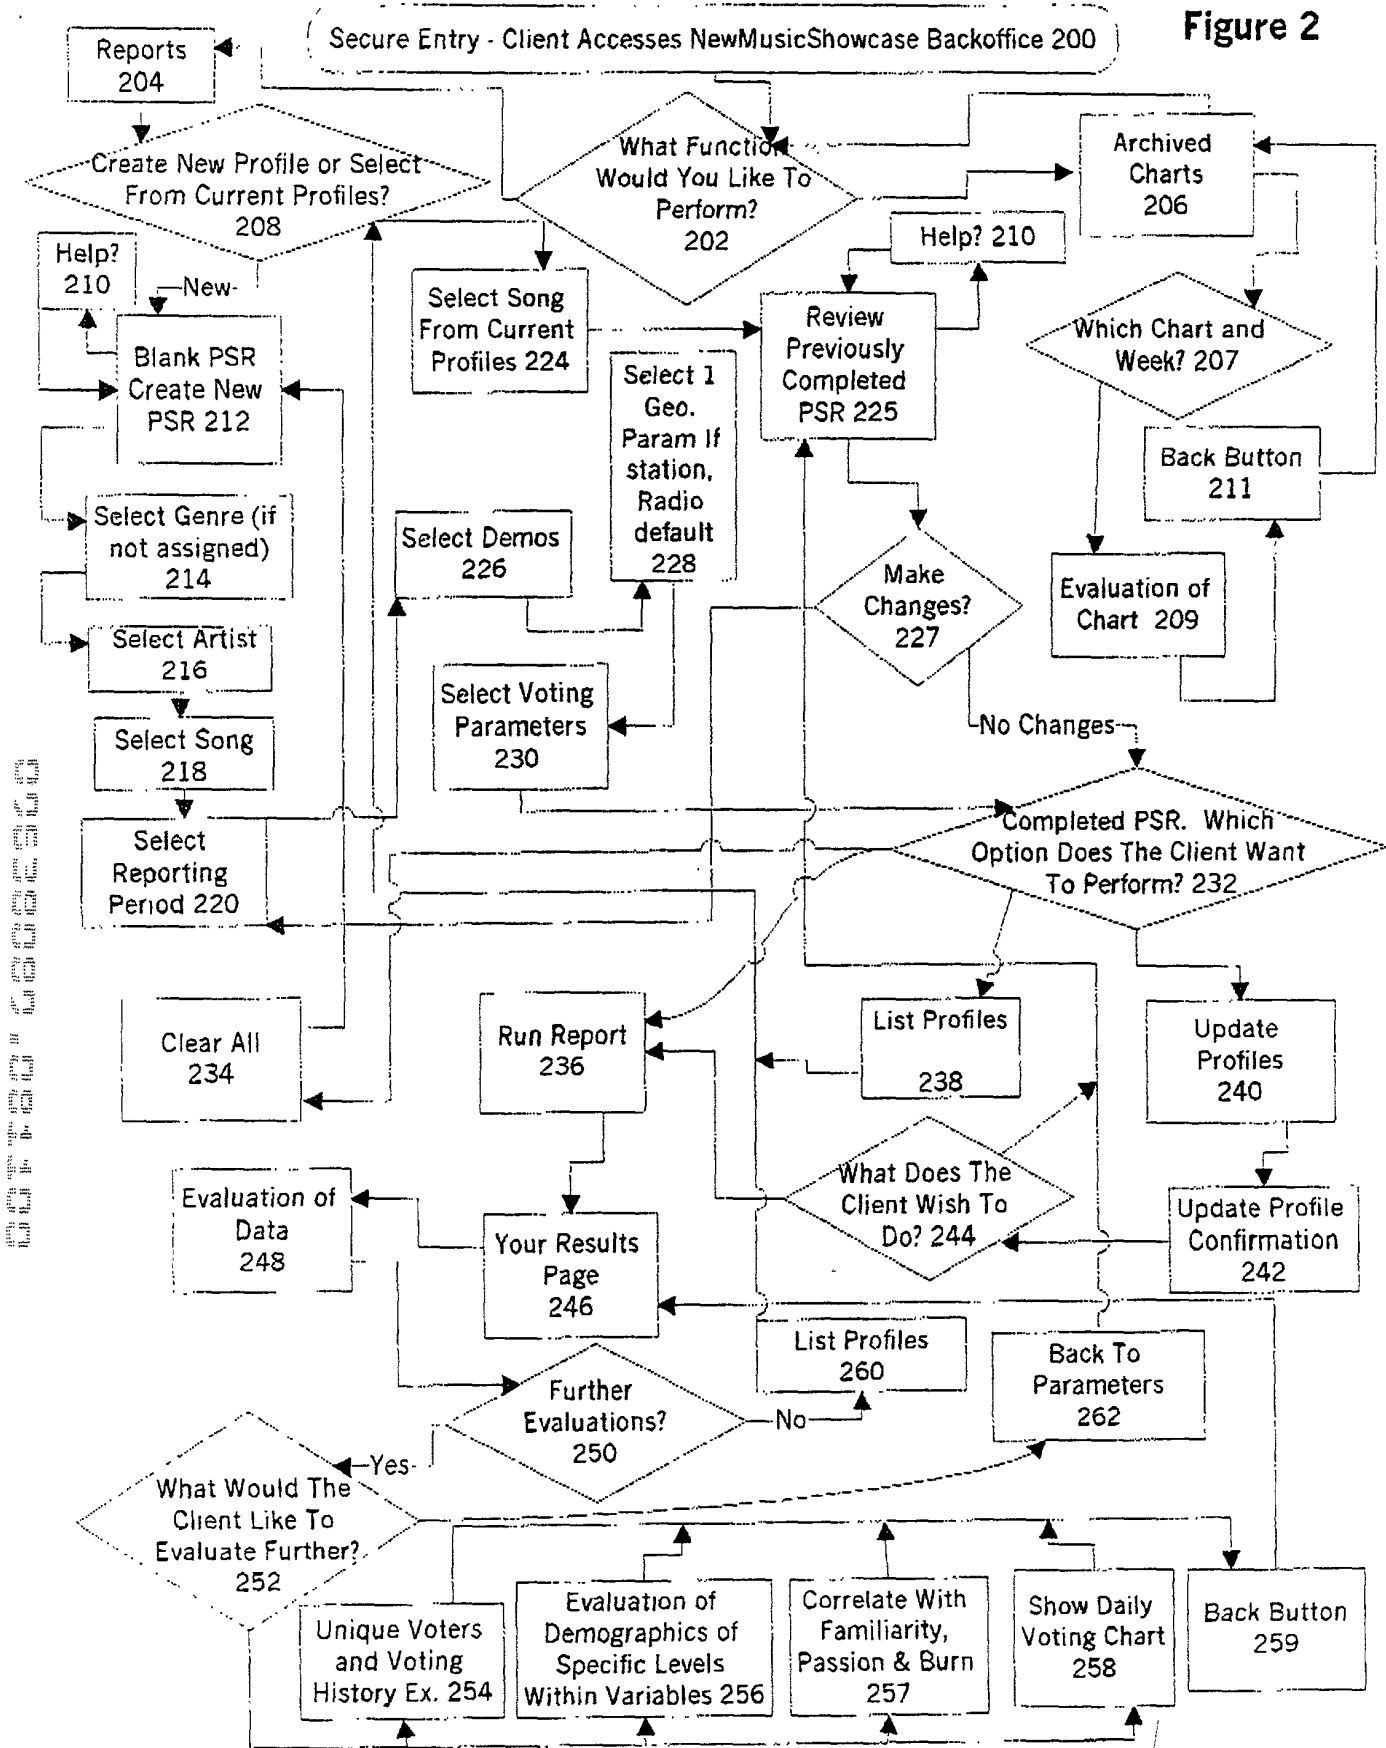 Figure 2
Secure Entry - Client Accesses NewMusicShowcase Backoffice 200
Reports
204
Create New Profile or Select
From Current Profiles?
208
What Function
Would You Like To
Perform?
202
Archived
Charts
206
Help?
210
New
Help? 210
Select Song
From Current
Profiles 224
Review
Previously
Completed
PSR 225
Which Chart and
Week? 207
Blank PSR
Create New
PSR 212
Select 1
Geo.
Param If
station,
Radio
default
228
Back Button
211
Select Genre (if
not assigned)
214
Select Demos
226
Make
Changes?
227
Evaluation of
Chart 209
Select Artist
216
Select Voting
Parameters
230
No Changes
Select Song
218
Select
Reporting
Period 220
Completed PSR. Which
Option Does The Client Want
To Perform? 232
Clear All
234
Run Report
236
List Profiles
238
Update
Profiles
240
What Does The
Client Wish To
Do? 244
Update Profile
Confirmation
242
Evaluation of
Data
248
Your Results
Page
246
List Profiles
260
Back To
Parameters
262
Further
Evaluations?
250
No
Yes
What Would The
Client Like To
Evaluate Further?
252
Unique Voters
and Voting
History Ex. 254
Evaluation of
Demographics of
Specific Levels
Within Variables 256
Correlate With
Familiarity,
Passion & Burn
257
Show Daily
Voting Chart
258
Back Button
259